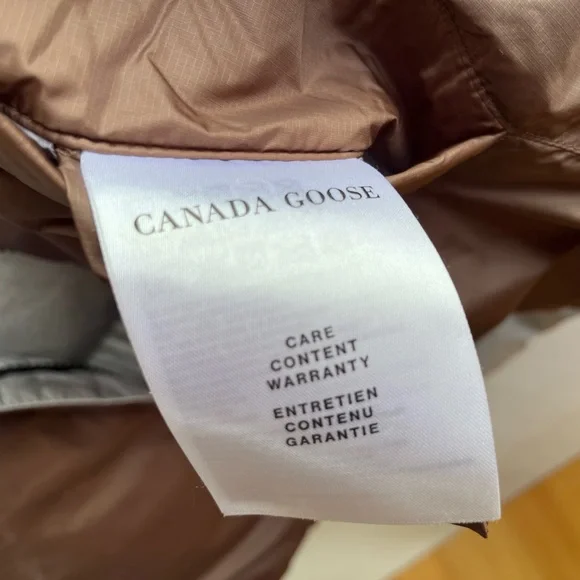 CANADA GOOSE
CARE
CONTENT
WARRANTY
ENTRETIEN
CONTENU
GARANTIE